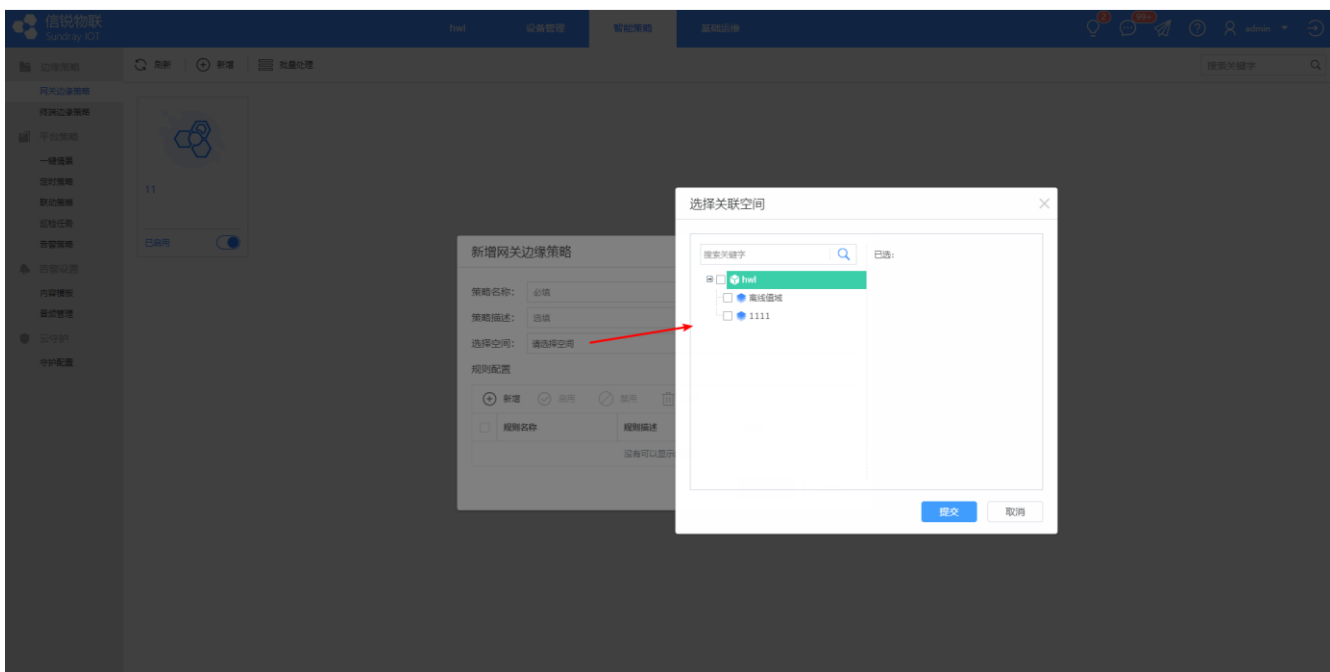 信锐物联
Sundray IOT
hwl
设备管理
智能策略
基础运维
2
99+
admin
边缘策略
刷新
新增
批量处理
搜索关键字
网关边缘策略
终端边缘策略
平台策略
一键场景
定时策略
联动策略
巡检任务
告警策略
11
已启用
告警设置
内容模板
音频管理
云守护
守护配置
新增网关边缘策略
策略名称: 必填
策略描述: 选填
选择空间: 请选择空间
规则配置
新增
启用
禁用
规则名称
规则描述
没有可以显示
选择关联空间
搜索关键字
已选:
hwl
离线值域
1111
提交
取消